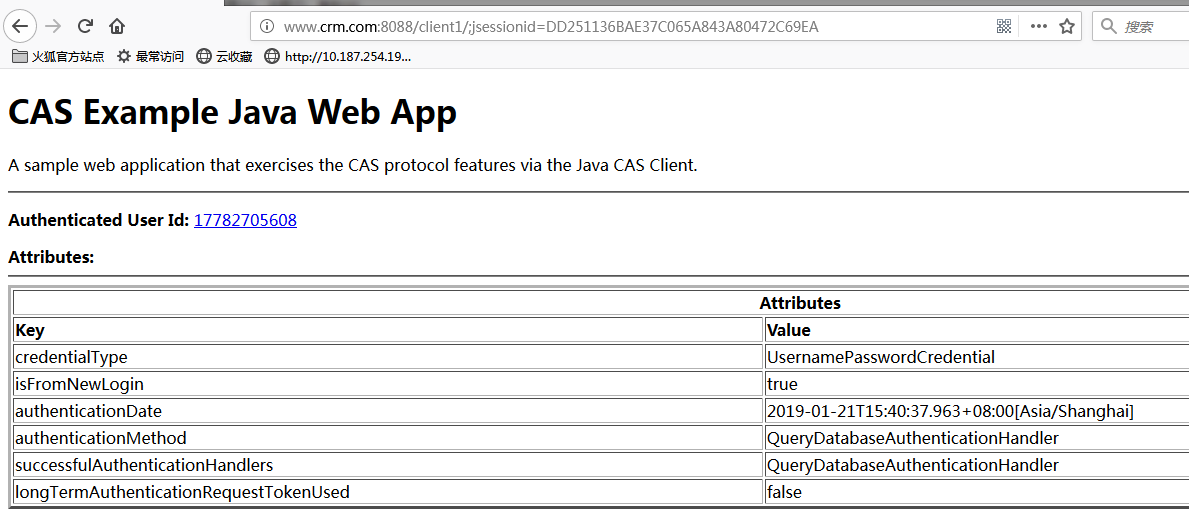 www.crm.com:8088/client1/;jsessionid=DD251136BAE37C065A843A80472C69EA
搜索
火狐官方站点 最常访问 云收藏 http://10.187.254.19...
CAS Example Java Web App
A sample web application that exercises the CAS protocol features via the Java CAS Client.
Authenticated User Id: 17782705608
Attributes:
Attributes
Key Value
credentialType UsernamePasswordCredential
isFromNewLogin true
authenticationDate 2019-01-21T15:40:37.963+08:00[Asia/Shanghai]
authenticationMethod QueryDatabaseAuthenticationHandler
successfulAuthenticationHandlers QueryDatabaseAuthenticationHandler
longTermAuthenticationRequestTokenUsed false